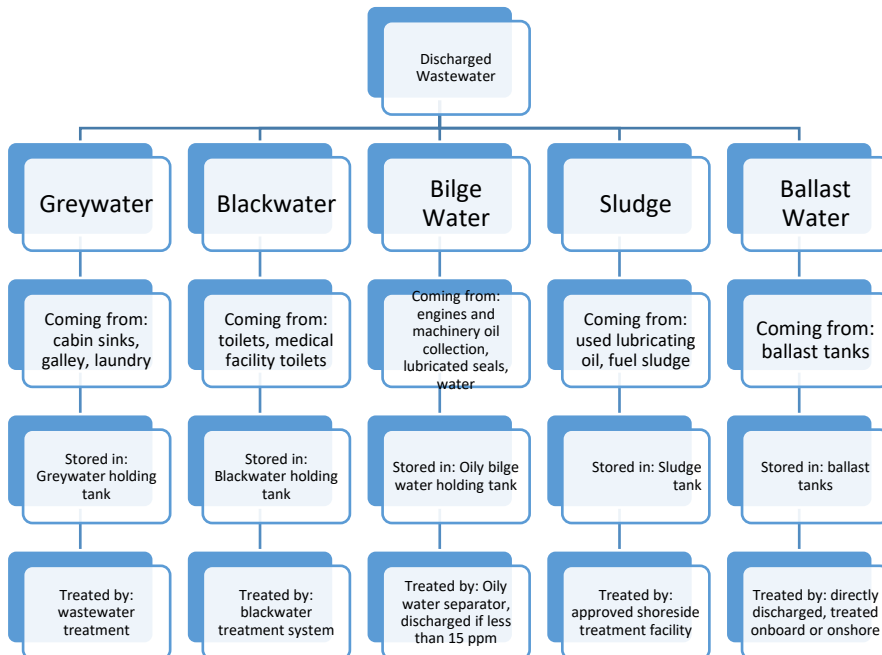 Discharged
Wastewater
Greywater
Blackwater
Bilge
Water
Sludge
Ballast
Water
Coming from:
cabin sinks,
galley, laundry
Coming from:
toilets, medical
facility toilets
Coming from:
engines and
machinery oil
collection,
lubricated seals,
water
Coming from:
used lubricating
oil, fuel sludge
Coming from:
ballast tanks
Stored in:
Greywater holding
tank
Stored in:
Blackwater holding
tank
Stored in: Oily bilge
water holding tank
Stored in: Sludge
tank
Stored in: ballast
tanks
Treated by:
wastewater
treatment
Treated by:
blackwater
treatment system
Treated by: Oily
water separator,
discharged if less
than 15 ppm
Treated by:
approved shoreside
treatment facility
Treated by: directly
discharged, treated
onboard or onshore